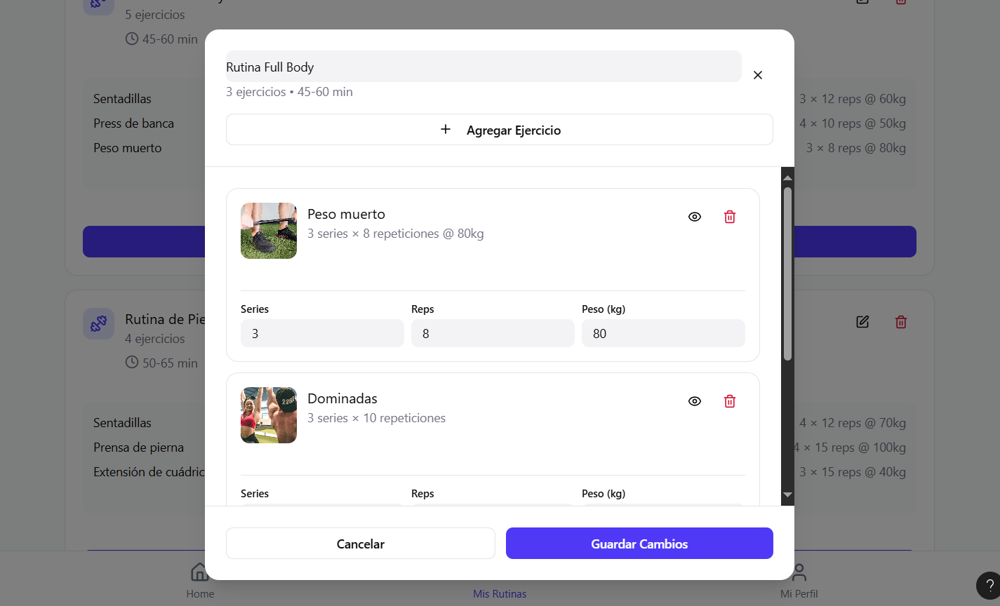 5 ejercicios
45-60 min
Sentadillas
3 × 12 reps @ 60kg
Press de banca
4 × 10 reps @ 50kg
Peso muerto
3 × 8 reps @ 80kg
Rutina Full Body
3 ejercicios • 45-60 min
Agregar Ejercicio
Peso muerto
3 series × 8 repeticiones @ 80kg
Series
Reps
Peso (kg)
3
8
80
Dominadas
3 series × 10 repeticiones
Series
Reps
Peso (kg)
Cancelar
Guardar Cambios
Rutina de Pie
4 ejercicios
50-65 min
Sentadillas
4 × 12 reps @ 70kg
Prensa de pierna
4 × 15 reps @ 100kg
Extensión de cuádric
3 × 15 reps @ 40kg
Home
Mis Rutinas
Mi Perfil
?